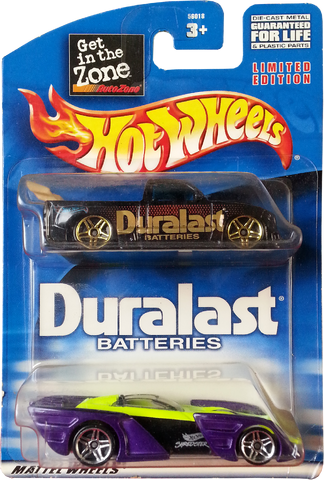 Get
in the
Zone
AutoZone
56018
3+
DIE-CAST METAL
GUARANTEED
FOR LIFE
& PLASTIC PARTS
LIMITED
EDITION
HOT WHEELS
®
Duralast
BATTERIES
Duralast®
BATTERIES
SHREDSTER
MATTEL WHEELS